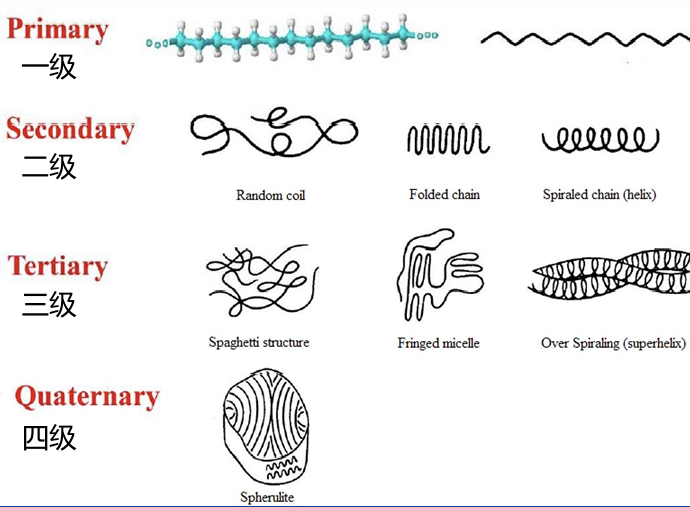 Primary
一级
Secondary
二级
Random coil
Folded chain
Spiraled chain (helix)
Tertiary
三级
Spaghetti structure
Fringed micelle
Over Spiraling (superhelix)
Quaternary
四级
Spherulite